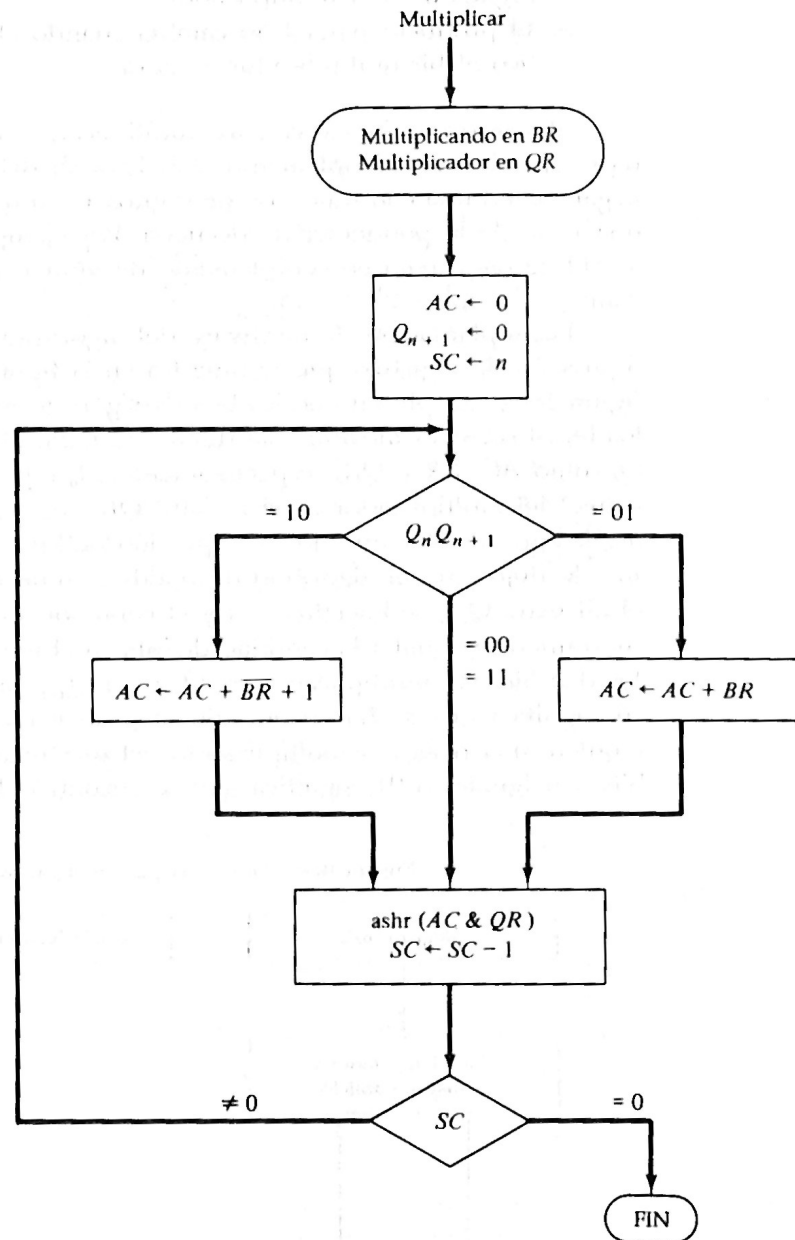 Multiplicar
Multiplicando en BR
Multiplicador en QR
AC ← 0
Qₙ₊₁ ← 0
SC ← n
= 10
QₙQₙ₊₁
= 01
= 00
= 11
AC ← AC + B̅R̅ + 1
AC ← AC + BR
ashr (AC & QR)
SC ← SC − 1
≠ 0
SC
= 0
FIN